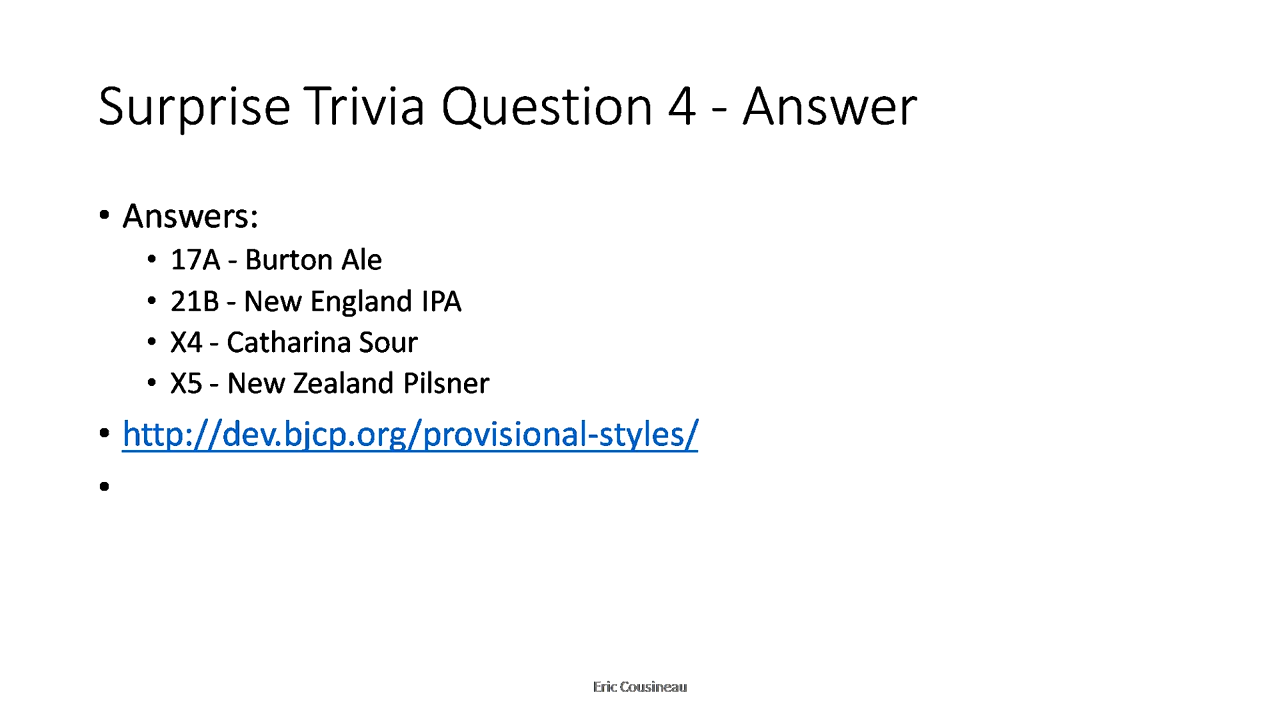 Surprise Trivia Question 4 - Answer
• Answers:
• 17A - Burton Ale
• 21B - New England IPA
• X4 - Catharina Sour
• X5 - New Zealand Pilsner
• http://dev.bjcp.org/provisional-styles/
•
Eric Cousineau